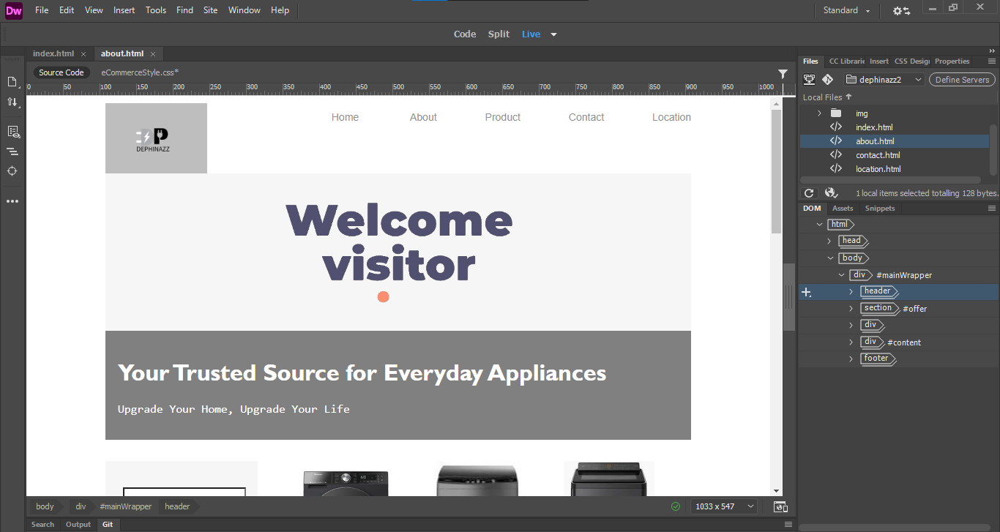 Dw File Edit View Insert Tools Find Site Window Help Standard
Code Split Live
index.html × about.html ×
Source Code eCommerceStyle.css*
0 50 100 150 200 250 300 350 400 450 500 550 600 650 700 750 800 850 900 950 1000
Home About Product Contact Location
DP
DEPHINAZZ
Welcome
visitor
Your Trusted Source for Everyday Appliances
Upgrade Your Home, Upgrade Your Life
body div #mainWrapper header 1033 x 547
Search Output Git
Files CC Librarie Insert CSS Desig Properties
dephinazz2 Define Servers
Local Files
img
index.html
about.html
contact.html
location.html
1 local items selected totalling 128 bytes.
DOM Assets Snippets
html
head
body
div #mainWrapper
header
section #offer
div
div #content
footer